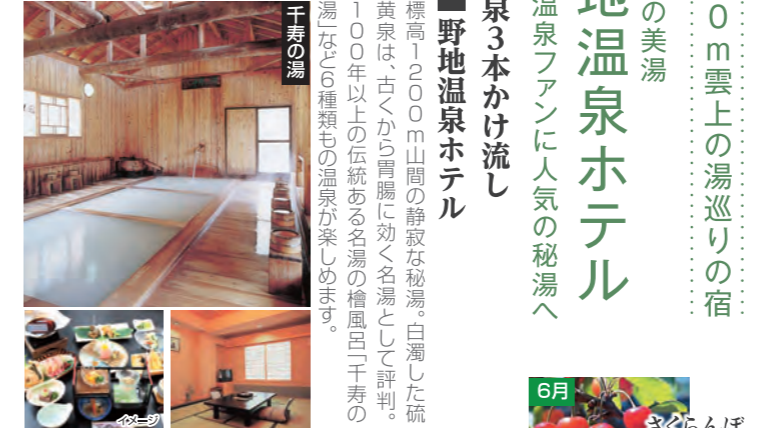 0m雲上の湯巡りの宿
の美湯
地温泉ホテル
温泉ファンに人気の秘湯へ
泉3本かけ流し
■野地温泉ホテル
標高1200m山間の静寂な秘湯。白濁した硫
黄泉は、古くから胃腸に効く名湯として評判。
100年以上の伝統ある名湯の檜風呂「千寿の
湯」など6種類もの温泉が楽しめます。
千寿の湯
イメージ
6月
さくらんぼ